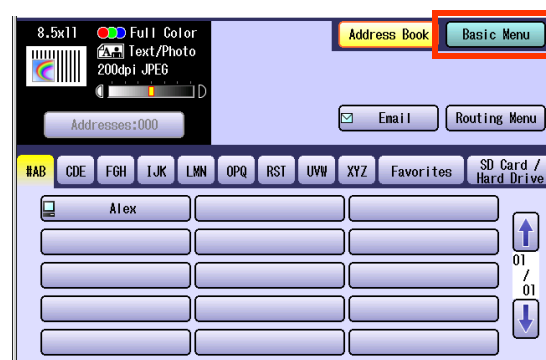 8.5x11 Full Color
A Text/Photo
200dpi JPEG
D
Addresses:000
Address Book Basic Menu
Email Routing Menu
#AB CDE FGH IJK LMN OPQ RST UVW XYZ Favorites SD Card /
Hard Drive
Alex
01
/
01